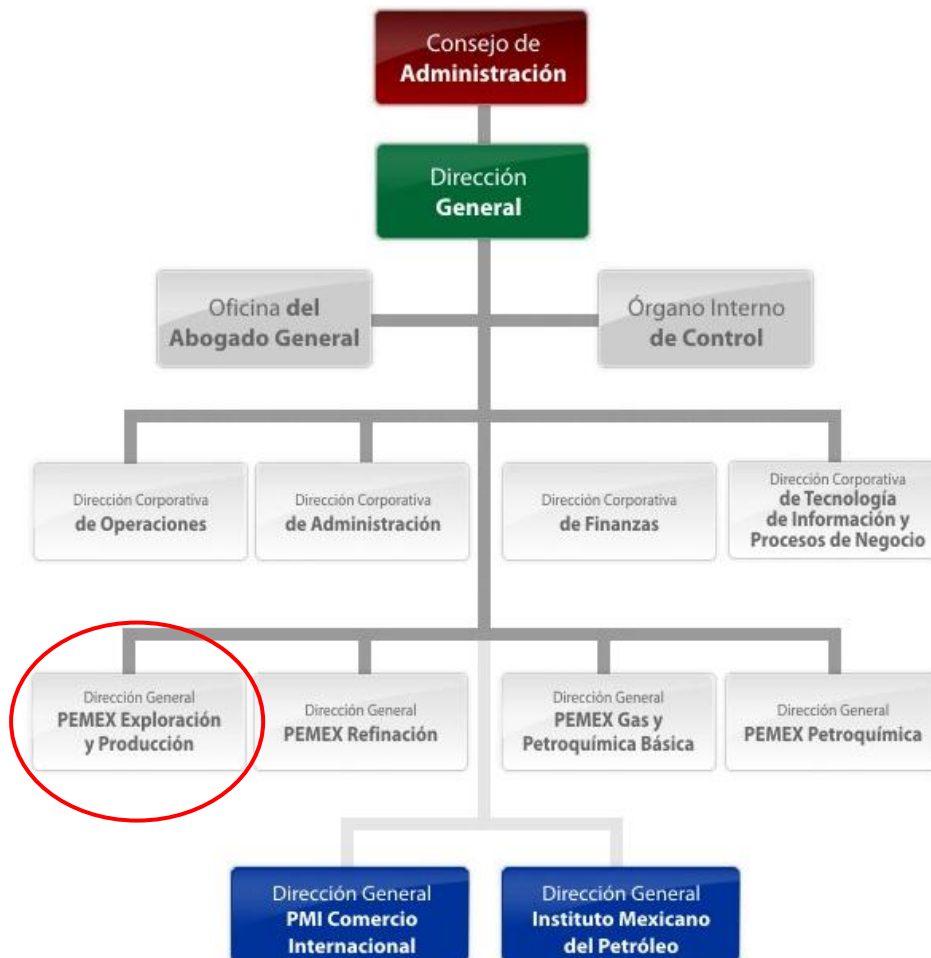 Consejo de
Administración
Dirección
General
Oficina del
Abogado General
Órgano Interno
de Control
Dirección Corporativa
de Operaciones
Dirección Corporativa
de Administración
Dirección Corporativa
de Finanzas
Dirección Corporativa
de Tecnología
de Información y
Procesos de Negocio
Dirección General
PEMEX Exploración
y Producción
Dirección General
PEMEX Refinación
Dirección General
PEMEX Gas y
Petroquímica Básica
Dirección General
PEMEX Petroquímica
Dirección General
PMI Comercio
Internacional
Dirección General
Instituto Mexicano
del Petróleo